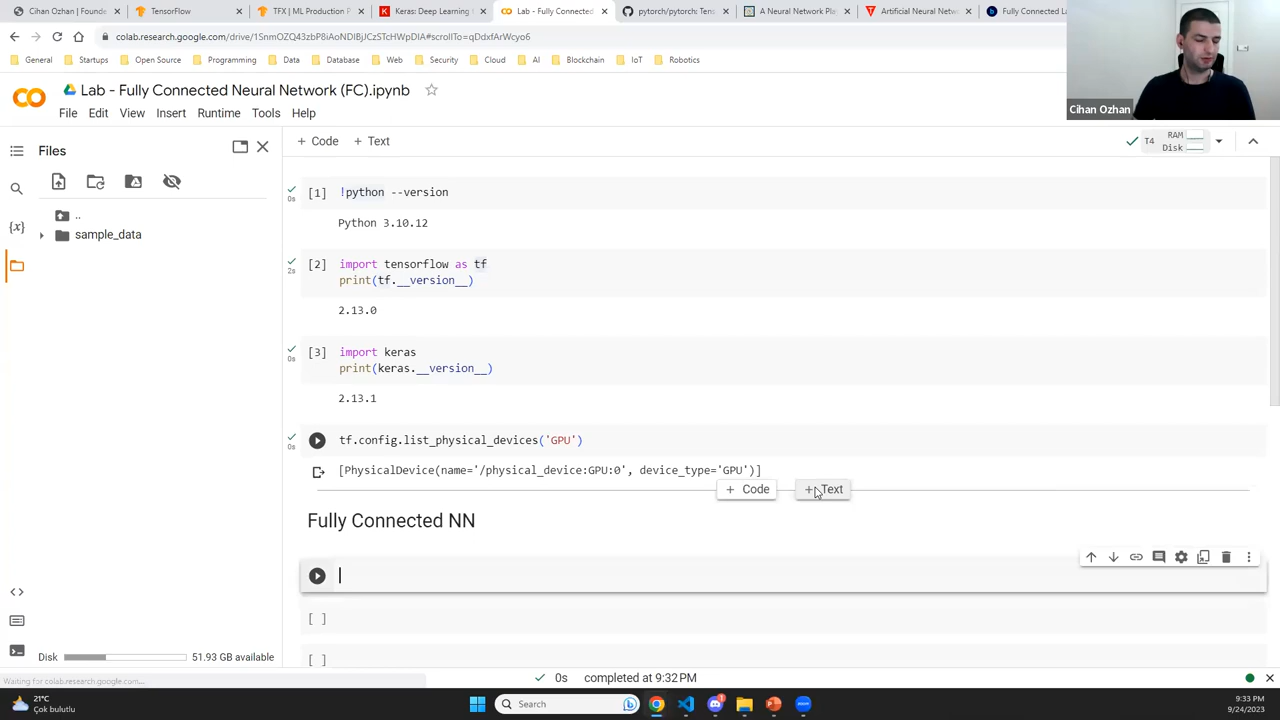 Cihan Ozhan | Founde
TensorFlow
TFX | ML Production P
Keras: Deep Learning f
Lab - Fully Connected
pytorch/pytorch: Tens
A Neural Network Play
Artificial Neural Netw
Fully Connected La
colab.research.google.com/drive/1SnmOZQ43zbP8iAoNDIBjJCzSTcHWpDIA#scrollTo=qDdxfArWcyo6
General
Startups
Open Source
Programming
Data
Database
Web
Security
Cloud
AI
Blockchain
IoT
Robotics
Lab - Fully Connected Neural Network (FC).ipynb
File Edit View Insert Runtime Tools Help
Cihan Ozhan
Files
+ Code + Text
T4 RAM
Disk
..
sample_data
[1] !python --version
0s
Python 3.10.12
[2] import tensorflow as tf
2s
print(tf.__version__)
2.13.0
[3] import keras
0s
print(keras.__version__)
2.13.1
tf.config.list_physical_devices('GPU')
0s
[PhysicalDevice(name='/physical_device:GPU:0', device_type='GPU')]
+ Code + Text
Fully Connected NN
[ ]
[ ]
Disk 51.93 GB available
Waiting for colab.research.google.com...
0s completed at 9:32 PM
21°C
Çok bulutlu
Search
9:33 PM
9/24/2023